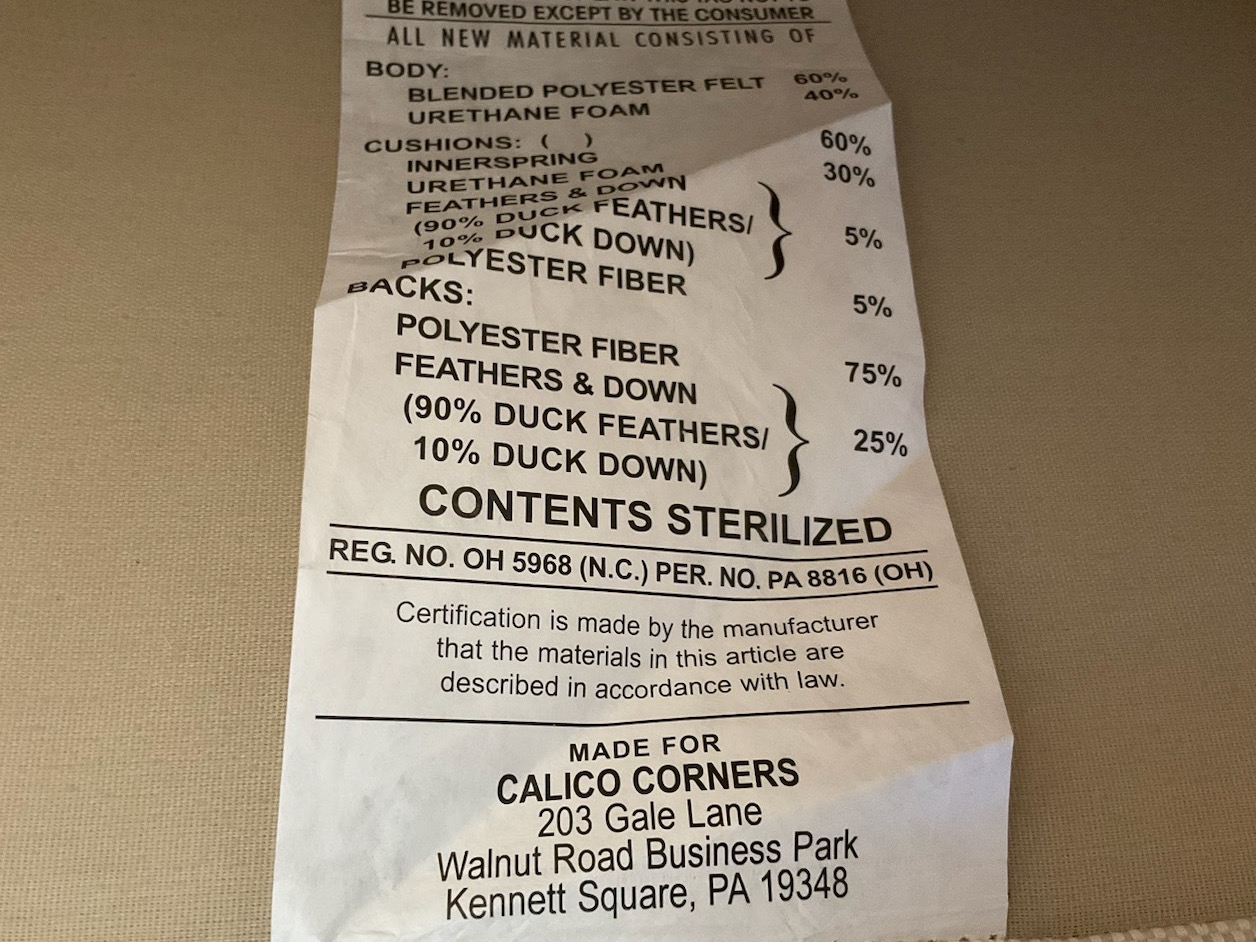 BE REMOVED EXCEPT BY THE CONSUMER
ALL NEW MATERIAL CONSISTING OF
BODY:
BLENDED POLYESTER FELT 60%
URETHANE FOAM 40%
CUSHIONS: ( )
INNERSPRING 60%
URETHANE FOAM 30%
FEATHERS & DOWN
(90% DUCK FEATHERS/ } 5%
10% DUCK DOWN)
POLYESTER FIBER 5%
BACKS:
POLYESTER FIBER 75%
FEATHERS & DOWN
(90% DUCK FEATHERS/ } 25%
10% DUCK DOWN)
CONTENTS STERILIZED
REG. NO. OH 5968 (N.C.) PER. NO. PA 8816 (OH)
Certification is made by the manufacturer
that the materials in this article are
described in accordance with law.
MADE FOR
CALICO CORNERS
203 Gale Lane
Walnut Road Business Park
Kennett Square, PA 19348